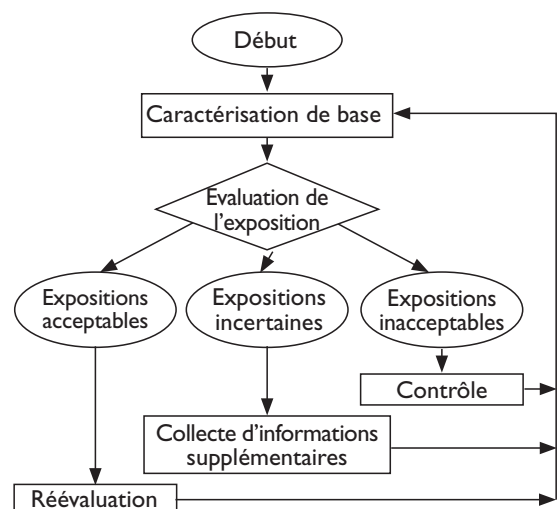 Début
Caractérisation de base
Evaluation de
l'exposition
Expositions
acceptables
Expositions
incertaines
Expositions
inacceptables
Contrôle
Collecte d'informations
supplémentaires
Réévaluation